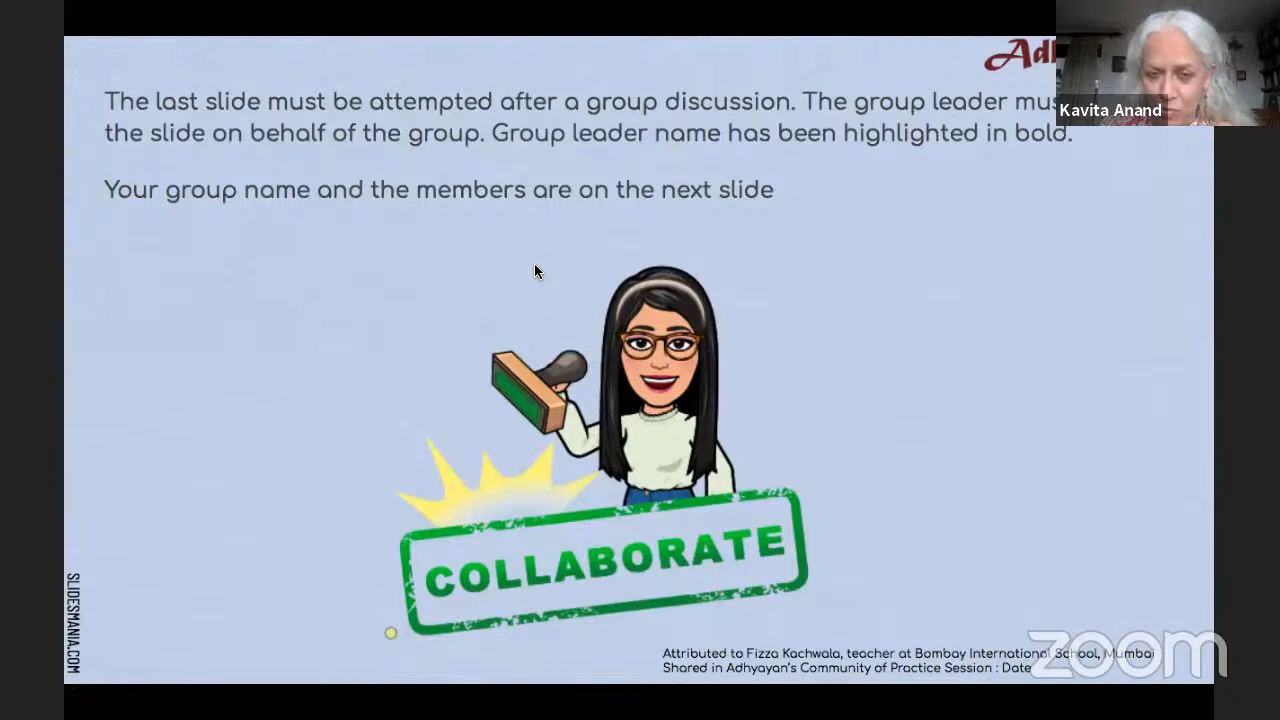 Kavita Anand
The last slide must be attempted after a group discussion. The group leader
the slide on behalf of the group. Group leader name has been highlighted in bold.
Your group name and the members are on the next slide
COLLABORATE
SLIDESMANIA.COM
Attributed to Fizza Kachwala, teacher at Bombay International School, Mumbai
Shared in Adhyayan's Community of Practice Session : Date
zoom